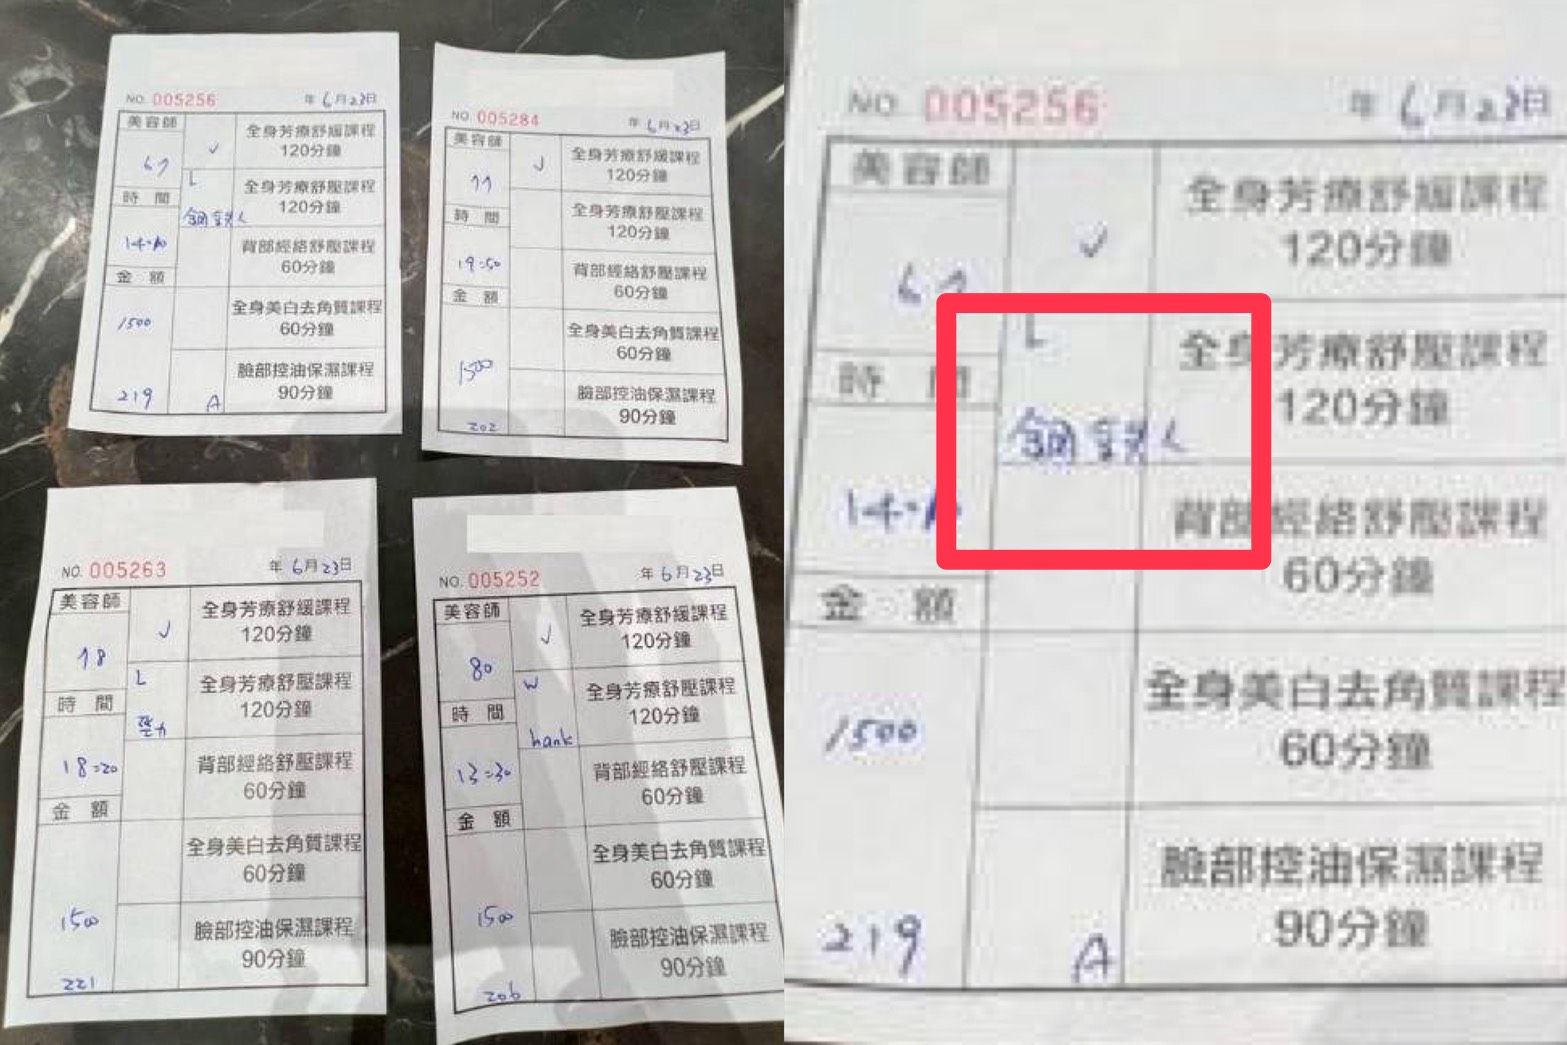 NO. 005256
年 6月23日
美容師
67
時 間
14:10
金 額
1500
219
✓
L
鋼鉄人
A
全身芳療舒緩課程
120分鐘
全身芳療舒壓課程
120分鐘
背部經絡舒壓課程
60分鐘
全身美白去角質課程
60分鐘
臉部控油保濕課程
90分鐘
NO. 005284
年 6月23日
美容師
77
時 間
19:50
金 額
1500
202
✓
全身芳療舒緩課程
120分鐘
全身芳療舒壓課程
120分鐘
背部經絡舒壓課程
60分鐘
全身美白去角質課程
60分鐘
臉部控油保濕課程
90分鐘
NO. 005263
年 6月23日
美容師
18
時 間
18:20
金 額
1500
221
✓
L
全身芳療舒緩課程
120分鐘
全身芳療舒壓課程
120分鐘
背部經絡舒壓課程
60分鐘
全身美白去角質課程
60分鐘
臉部控油保濕課程
90分鐘
NO. 005252
年 6月23日
美容師
80
時 間
13:30
金 額
1500
206
✓
W
hank
全身芳療舒緩課程
120分鐘
全身芳療舒壓課程
120分鐘
背部經絡舒壓課程
60分鐘
全身美白去角質課程
60分鐘
臉部控油保濕課程
90分鐘
NO. 005256
年 6月23日
美容師
67
時 間
14:10
金 額
1500
219
✓
L
鋼鉄人
A
全身芳療舒緩課程
120分鐘
全身芳療舒壓課程
120分鐘
背部經絡舒壓課程
60分鐘
全身美白去角質課程
60分鐘
臉部控油保濕課程
90分鐘